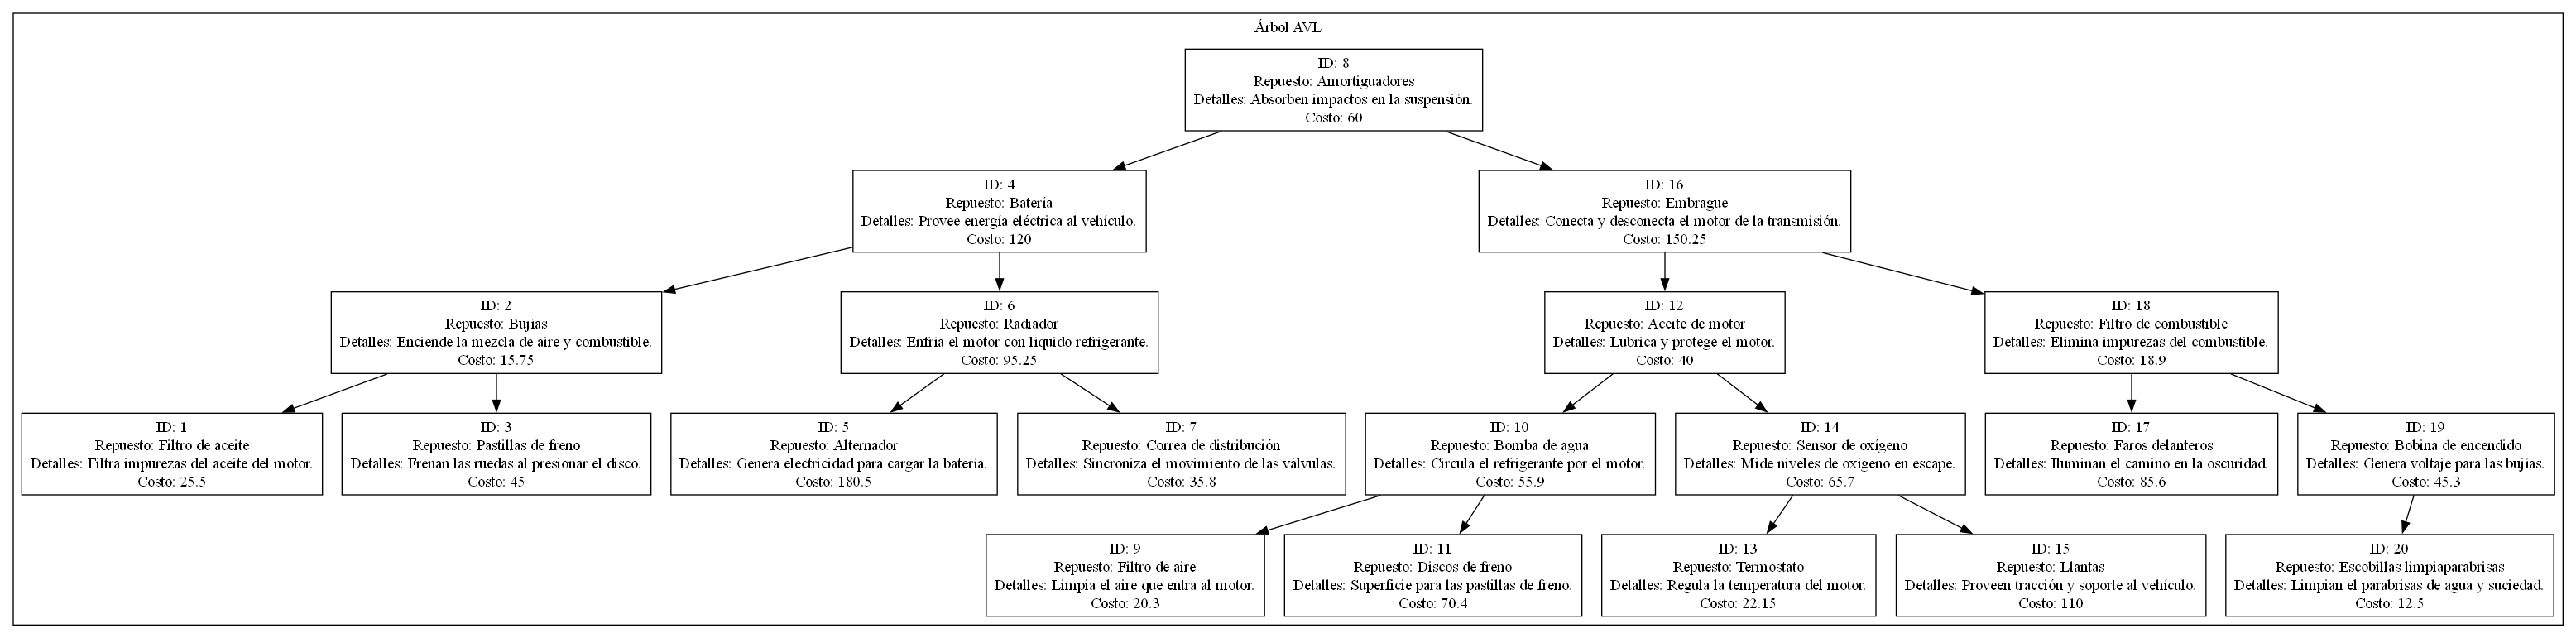 Árbol AVL
ID: 8
Repuesto: Amortiguadores
Detalles: Absorben impactos en la suspensión.
Costo: 60
ID: 4
Repuesto: Batería
Detalles: Provee energía eléctrica al vehículo.
Costo: 120
ID: 16
Repuesto: Embrague
Detalles: Conecta y desconecta el motor de la transmisión.
Costo: 150.25
ID: 2
Repuesto: Bujías
Detalles: Enciende la mezcla de aire y combustible.
Costo: 15.75
ID: 6
Repuesto: Radiador
Detalles: Enfría el motor con líquido refrigerante.
Costo: 95.25
ID: 12
Repuesto: Aceite de motor
Detalles: Lubrica y protege el motor.
Costo: 40
ID: 18
Repuesto: Filtro de combustible
Detalles: Elimina impurezas del combustible.
Costo: 18.9
ID: 1
Repuesto: Filtro de aceite
Detalles: Filtra impurezas del aceite del motor.
Costo: 25.5
ID: 3
Repuesto: Pastillas de freno
Detalles: Frenan las ruedas al presionar el disco.
Costo: 45
ID: 5
Repuesto: Alternador
Detalles: Genera electricidad para cargar la batería.
Costo: 180.5
ID: 7
Repuesto: Correa de distribución
Detalles: Sincroniza el movimiento de las válvulas.
Costo: 35.8
ID: 10
Repuesto: Bomba de agua
Detalles: Circula el refrigerante por el motor.
Costo: 55.9
ID: 14
Repuesto: Sensor de oxígeno
Detalles: Mide niveles de oxígeno en escape.
Costo: 65.7
ID: 17
Repuesto: Faros delanteros
Detalles: Iluminan el camino en la oscuridad.
Costo: 85.6
ID: 19
Repuesto: Bobina de encendido
Detalles: Genera voltaje para las bujías.
Costo: 45.3
ID: 9
Repuesto: Filtro de aire
Detalles: Limpia el aire que entra al motor.
Costo: 20.3
ID: 11
Repuesto: Discos de freno
Detalles: Superficie para las pastillas de freno.
Costo: 70.4
ID: 13
Repuesto: Termostato
Detalles: Regula la temperatura del motor.
Costo: 22.15
ID: 15
Repuesto: Llantas
Detalles: Proveen tracción y soporte al vehículo.
Costo: 110
ID: 20
Repuesto: Escobillas limpiaparabrisas
Detalles: Limpian el parabrisas de agua y suciedad.
Costo: 12.5